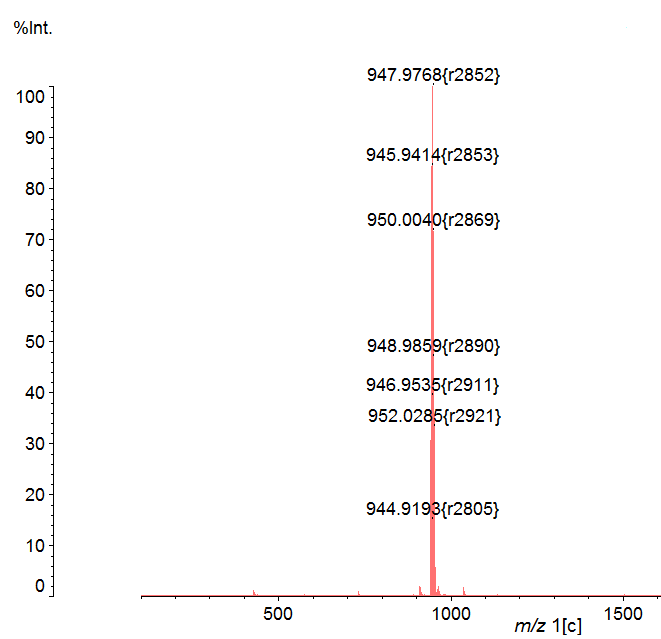 %Int.
947.9768{r2852}
100
90
945.9414{r2853}
80
950.0040{r2869}
70
60
50
948.9859{r2890}
946.9535{r2911}
40
952.0285{r2921}
30
20
944.9193{r2805}
10
0
500 1000 1500
m/z 1[c]